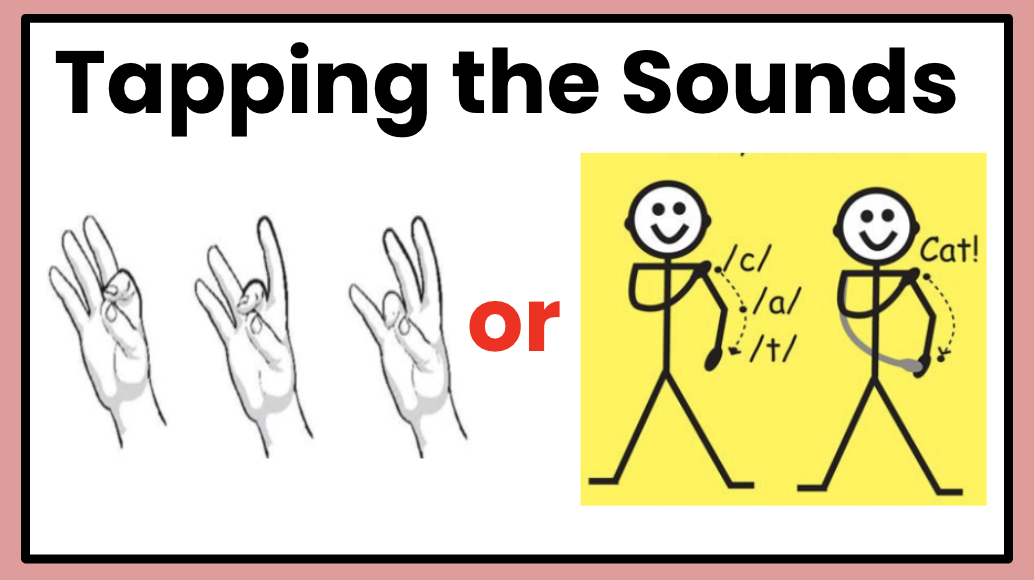 Tapping the Sounds
or
/c/
/a/
/t/
Cat!